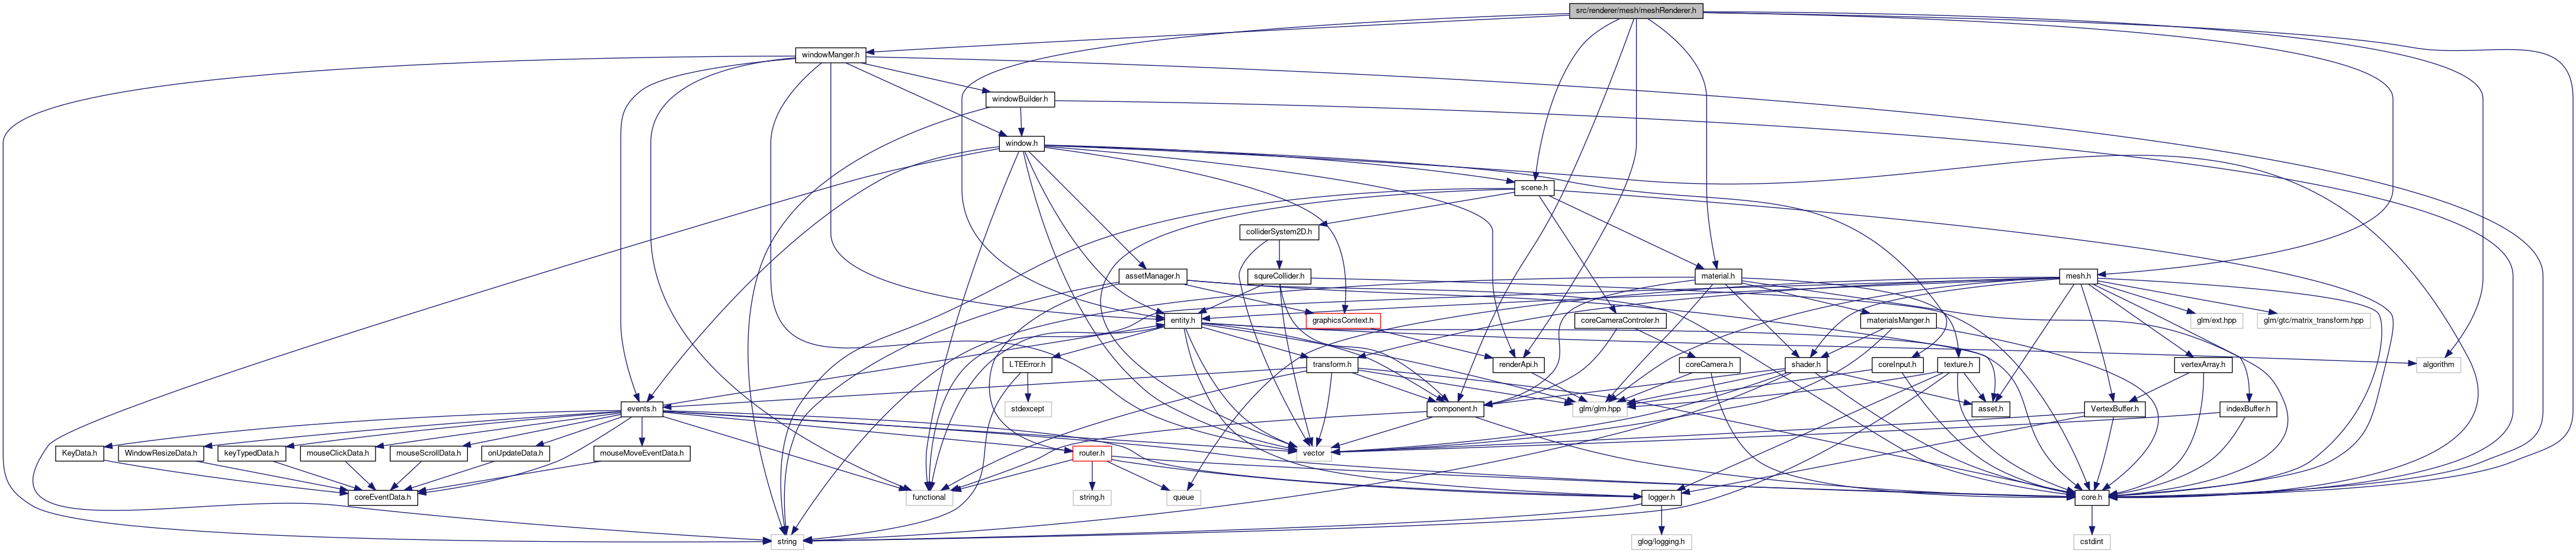 src/renderer/mesh/meshRenderer.h
windowManger.h
windowBuilder.h
window.h
scene.h
colliderSystem2D.h
assetManager.h
squreCollider.h
material.h
mesh.h
entity.h
graphicsContext.h
coreCameraControler.h
materialsManger.h
glm/ext.hpp
glm/gtc/matrix_transform.hpp
LTEError.h
transform.h
renderApi.h
coreCamera.h
shader.h
coreInput.h
texture.h
vertexArray.h
algorithm
events.h
stdexcept
component.h
glm/glm.hpp
asset.h
VertexBuffer.h
indexBuffer.h
KeyData.h
WindowResizeData.h
keyTypedData.h
mouseClickData.h
mouseScrollData.h
onUpdateData.h
mouseMoveEventData.h
router.h
vector
coreEventData.h
functional
string.h
queue
logger.h
core.h
string
glog/logging.h
cstdint